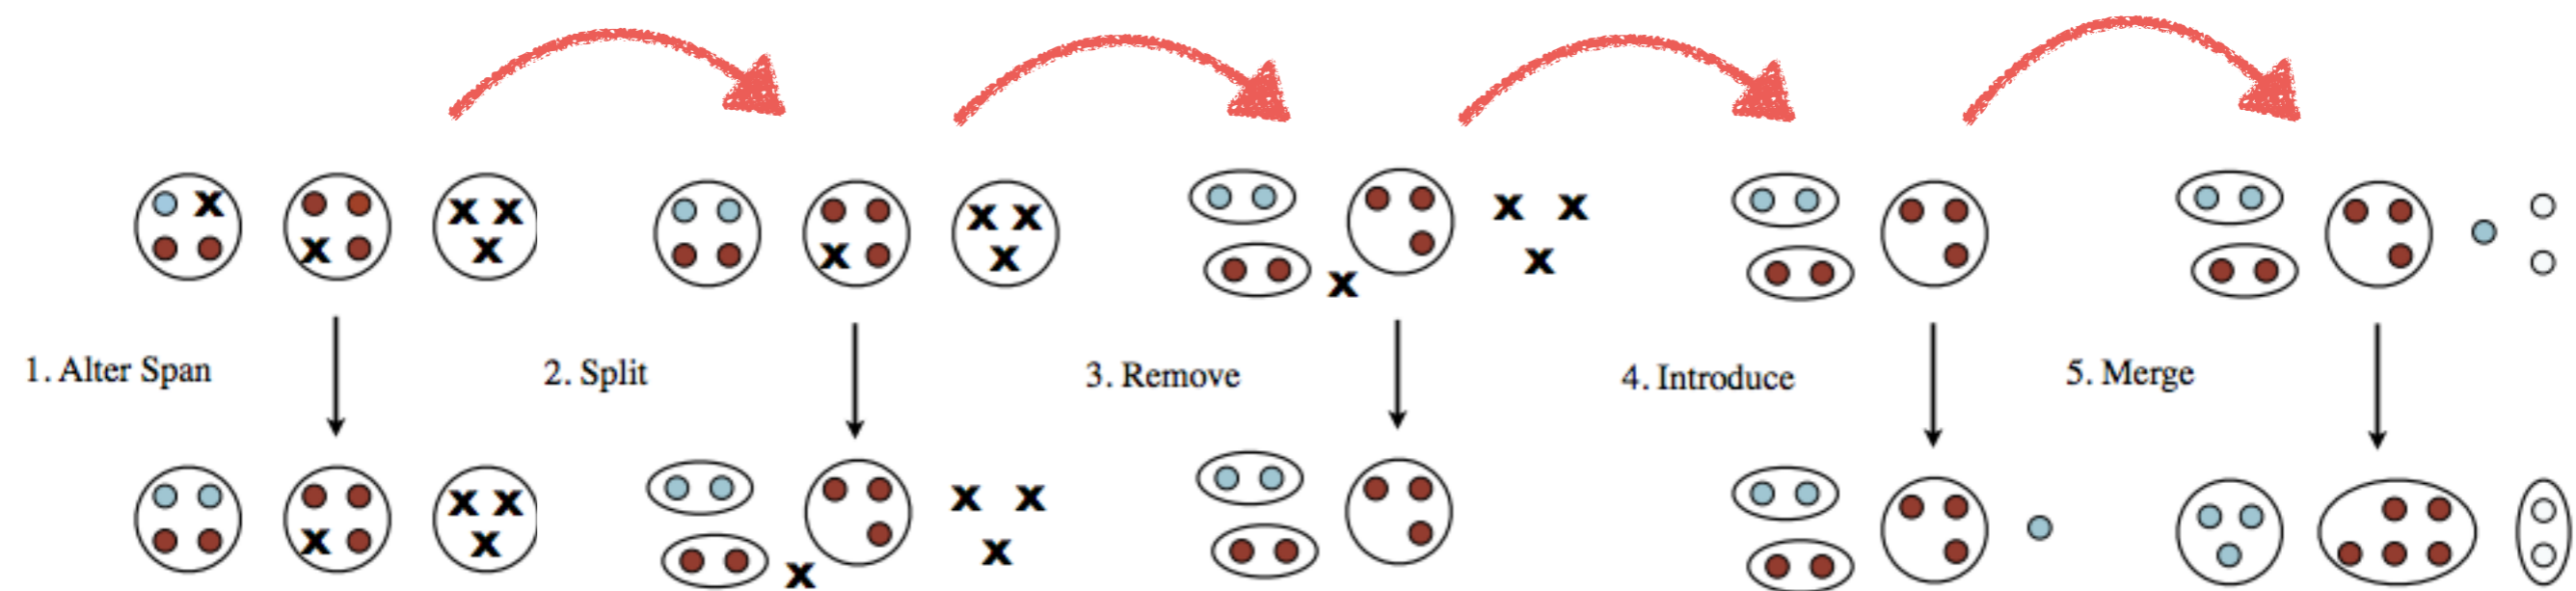 1. Alter Span
2. Split
3. Remove
4. Introduce
5. Merge